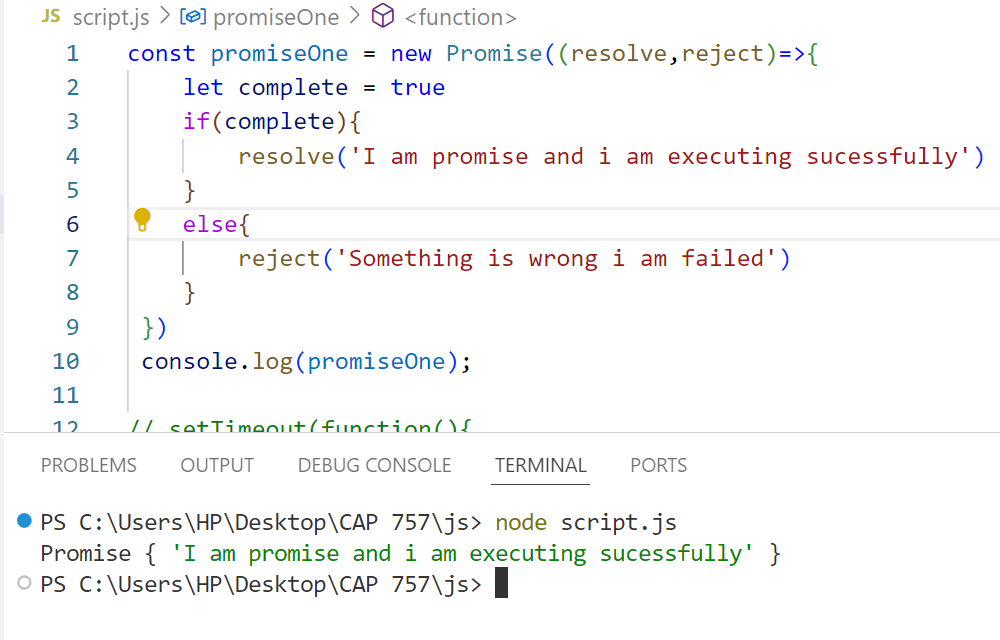 JS script.js > promiseOne > <function>
1 const promiseOne = new Promise((resolve,reject)=>{
2 let complete = true
3 if(complete){
4 resolve('I am promise and i am executing sucessfully')
5 }
6 else{
7 reject('Something is wrong i am failed')
8 }
9 })
10 console.log(promiseOne);
11
12 // setTimeout(function(){
PROBLEMS OUTPUT DEBUG CONSOLE TERMINAL PORTS
PS C:\Users\HP\Desktop\CAP 757\js> node script.js
Promise { 'I am promise and i am executing sucessfully' }
PS C:\Users\HP\Desktop\CAP 757\js>